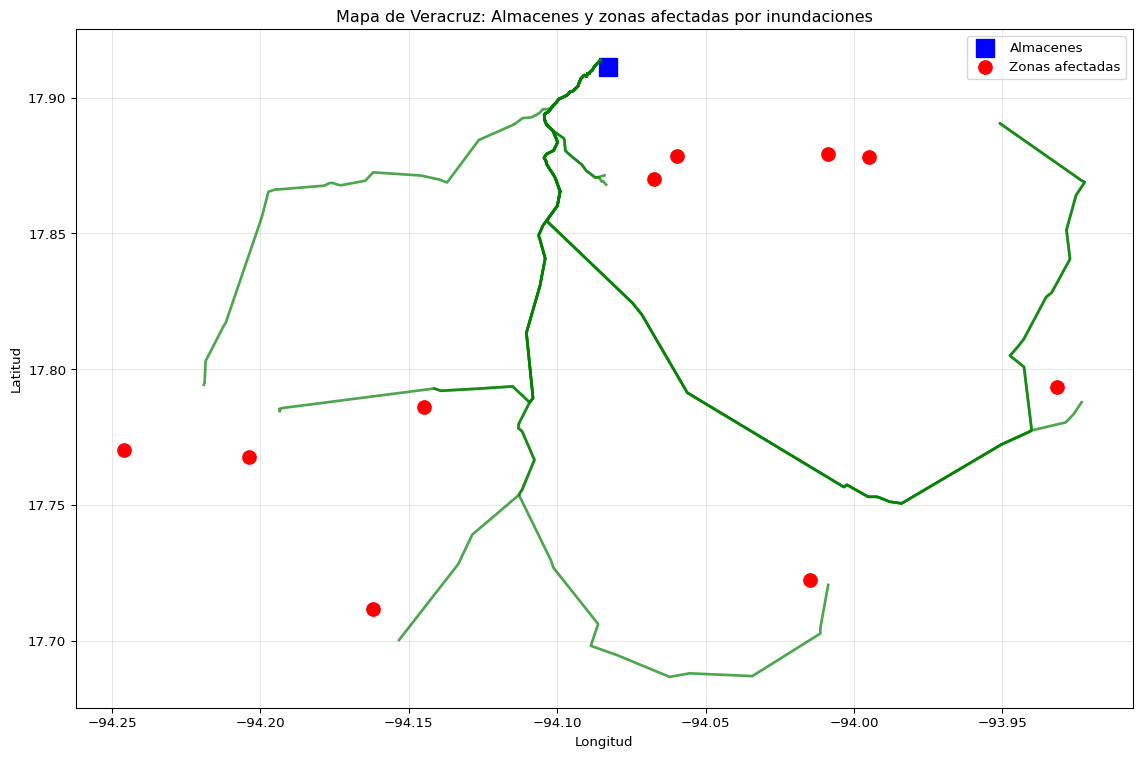 Mapa de Veracruz: Almacenes y zonas afectadas por inundaciones
Almacenes
Zonas afectadas
17.90
17.85
17.80
17.75
17.70
Latitud
−94.25
−94.20
−94.15
−94.10
−94.05
−94.00
−93.95
Longitud